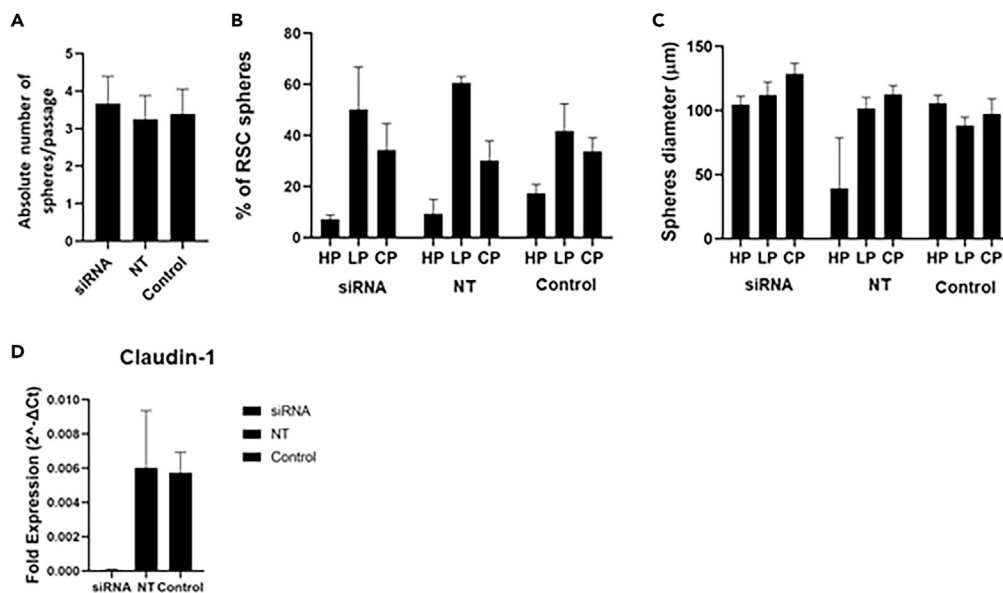 A
Absolute number of
spheres/passage
5
4
3
2
1
0
siRNA
NT
Control
B
% of RSC spheres
80
60
40
20
0
HP LP CP
HP LP CP
HP LP CP
siRNA
NT
Control
C
Spheres diameter (μm)
150
100
50
0
HP LP CP
HP LP CP
HP LP CP
siRNA
NT
Control
D
Claudin-1
Fold Expression (2^-ΔCt)
0.010
0.008
0.006
0.004
0.002
0.000
siRNA NT Control
siRNA
NT
Control